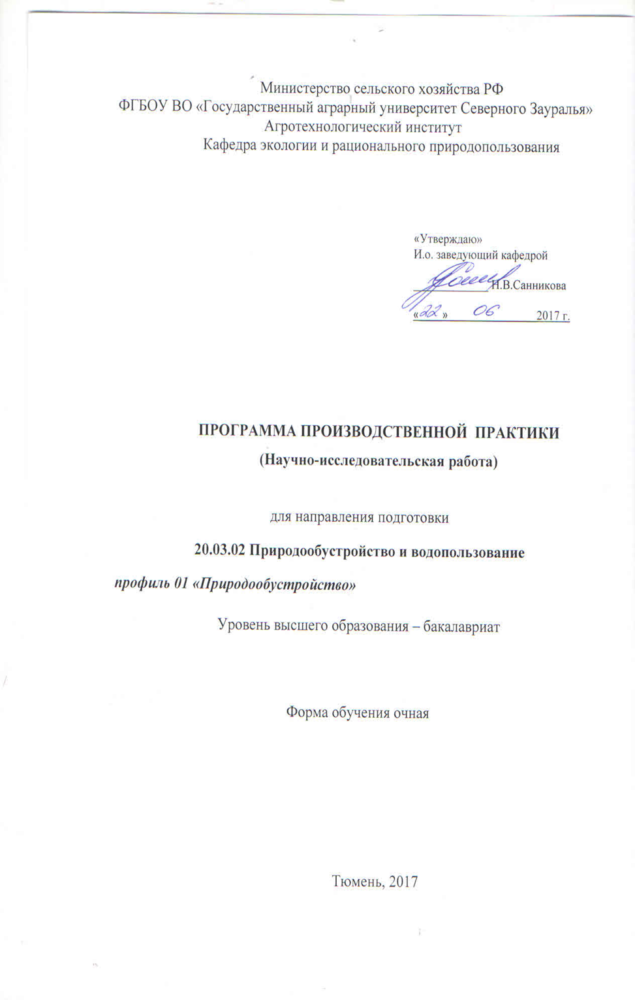 Министерство сельского хозяйства РФ
ФГБОУ ВО «Государственный аграрный университет Северного Зауралья»
Агротехнологический институт
Кафедра экологии и рационального природопользования
«Утверждаю»
И.о. заведующий кафедрой
Н.В.Санникова
«22» 06 2017 г.
ПРОГРАММА ПРОИЗВОДСТВЕННОЙ ПРАКТИКИ
(Научно-исследовательская работа)
для направления подготовки
20.03.02 Природообустройство и водопользование
профиль 01 «Природообустройство»
Уровень высшего образования – бакалавриат
Форма обучения очная
Тюмень, 2017